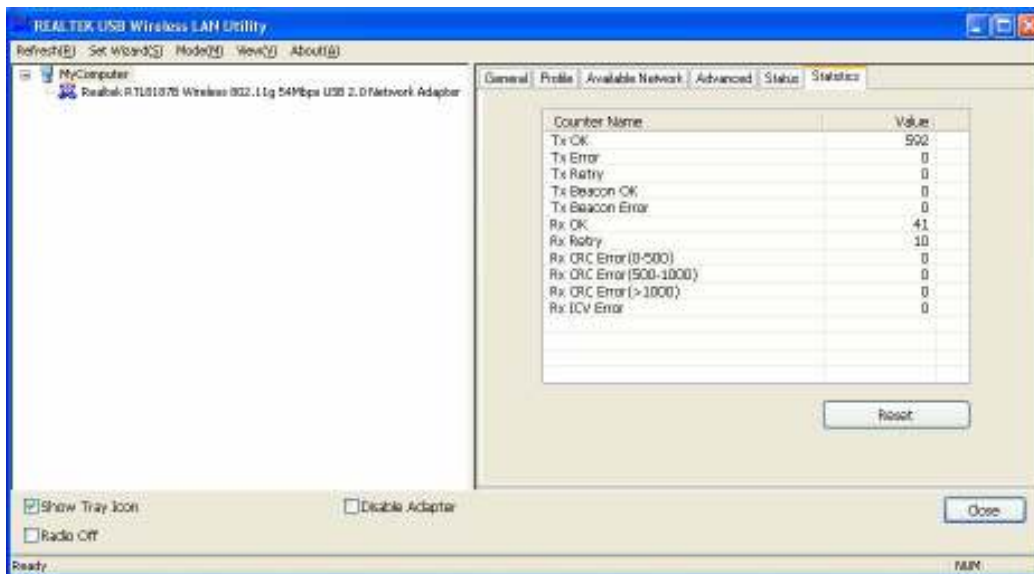 REALTEK USB Wireless LAN Utility
Refresh(R) Set Wizard(S) Mode(M) View(V) About(A)
MyComputer
Realtek RTL8187B Wireless 802.11g 54Mbps USB 2.0 Network Adapter
General Profile Available Network Advanced Status Statistics
Counter Name Value
Tx OK 592
Tx Error 0
Tx Retry 0
Tx Beacon OK 0
Tx Beacon Error 0
Rx OK 41
Rx Retry 10
Rx CRC Error(0-500) 0
Rx CRC Error(500-1000) 0
Rx CRC Error(>1000) 0
Rx ICV Error 0
Reset
Show Tray Icon Disable Adapter
Close
Radio Off
Ready NUM